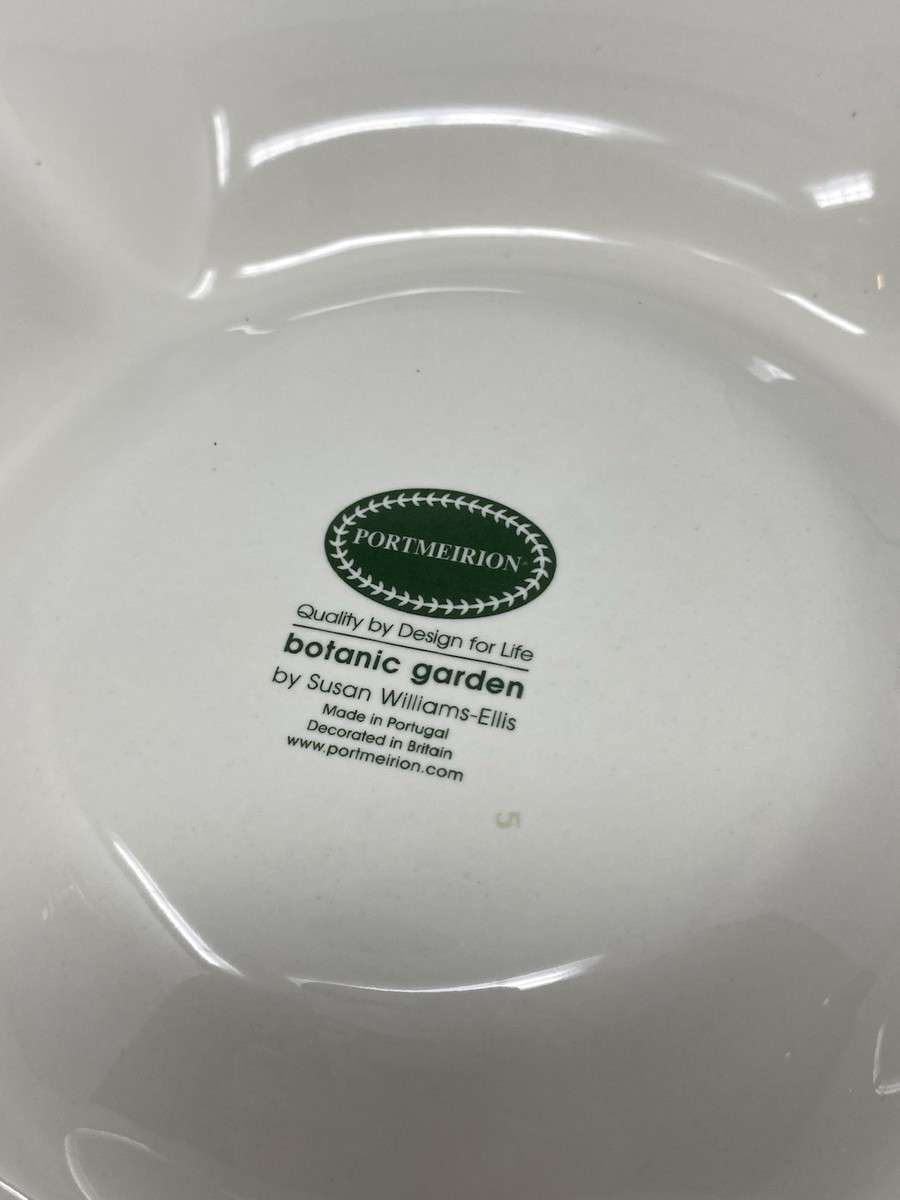 PORTMEIRION
Quality by Design for Life
botanic garden
by Susan Williams-Ellis
Made in Portugal
Decorated in Britain
www.portmeirion.com
5